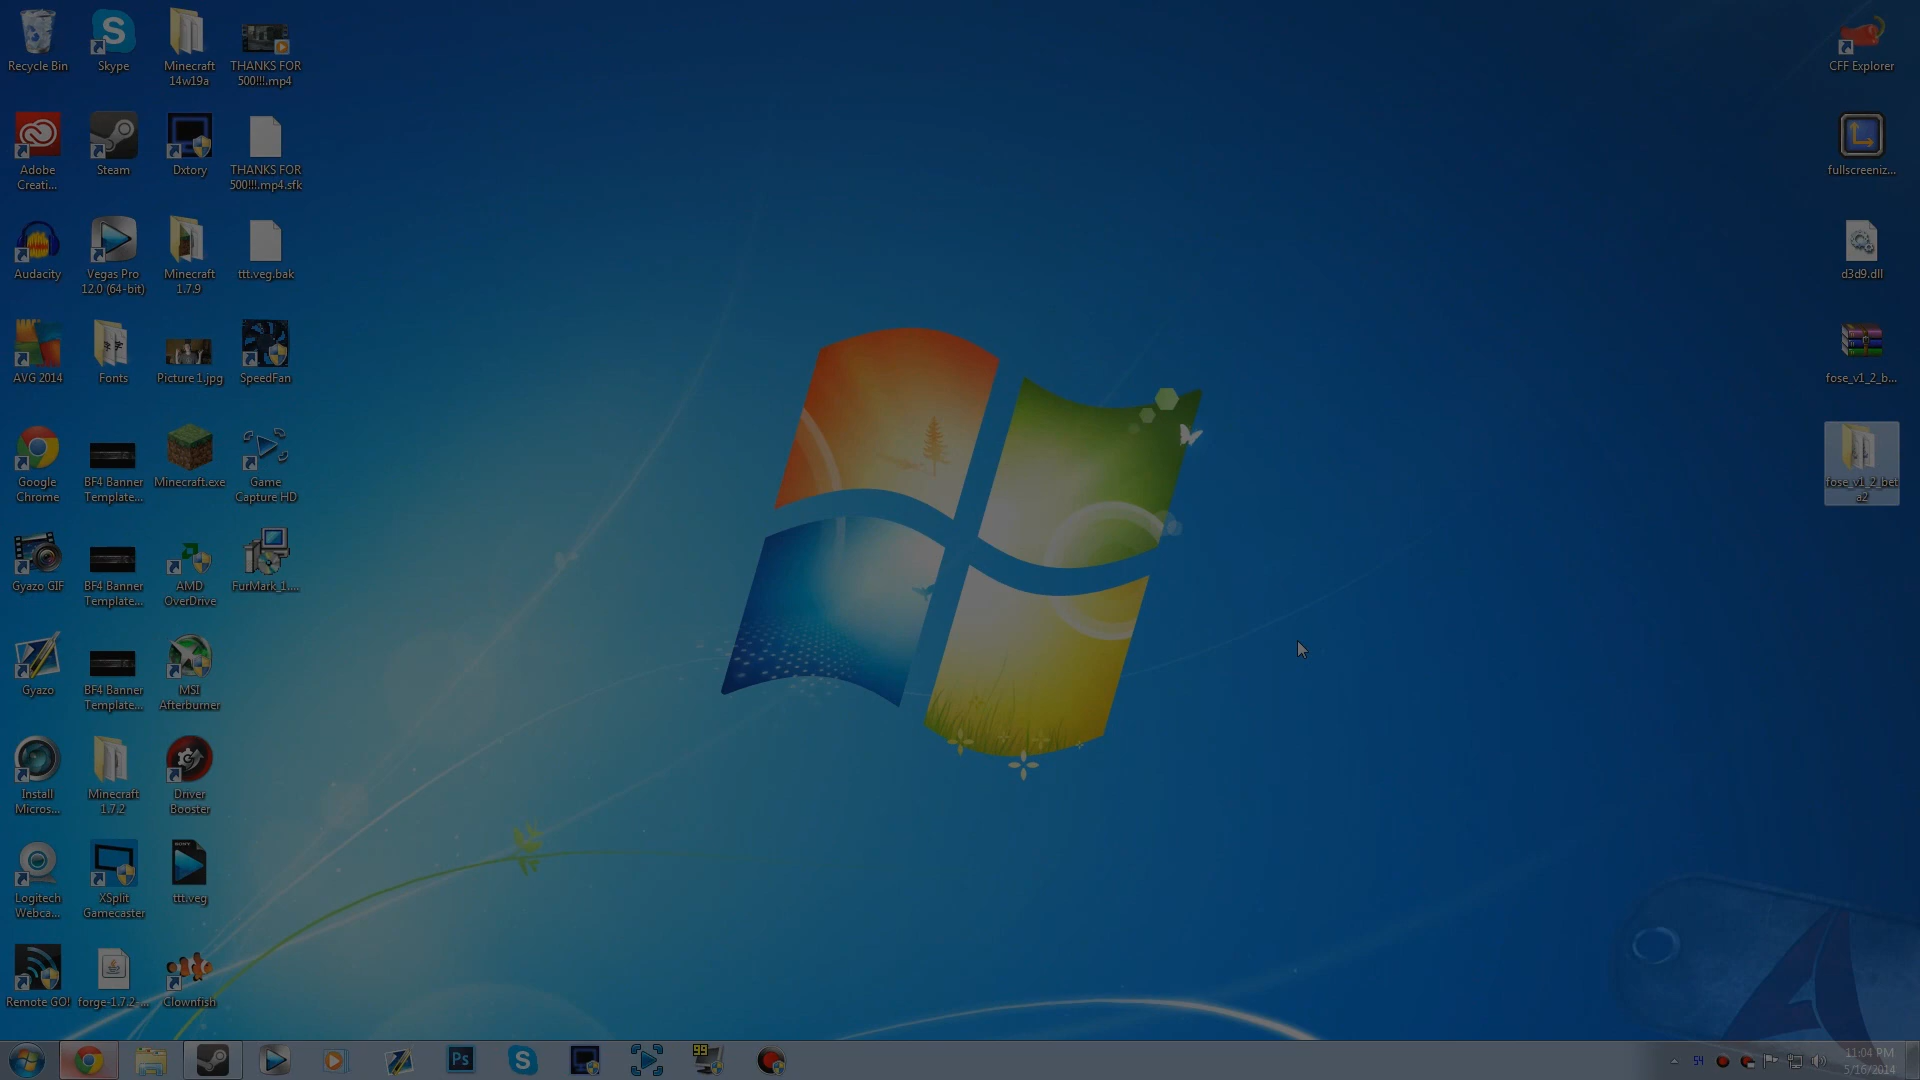 Recycle Bin
Skype
Minecraft
14w19a
THANKS FOR
500!!!.mp4
CFF Explorer
Adobe
Creati...
Steam
Dxtory
THANKS FOR
500!!!.mp4.sfk
fullscreeniz...
Audacity
Vegas Pro
12.0 (64-bit)
Minecraft
1.7.9
ttt.veg.bak
d3d9.dll
AVG 2014
Fonts
Picture 1.jpg
SpeedFan
fose_v1_2_b...
Google
Chrome
BF4 Banner
Template...
Minecraft.exe
Game
Capture HD
fose_v1_2_bet
a2
Gyazo GIF
BF4 Banner
Template...
AMD
OverDrive
FurMark_1....
Gyazo
BF4 Banner
Template...
MSI
Afterburner
Install
Micros...
Minecraft
1.7.2
Driver
Booster
Logitech
Webca...
XSplit
Gamecaster
SONY
ttt.veg
Remote GO!
forge-1.7.2-...
Clownfish
Ps
99
54
11:04 PM
5/16/2014